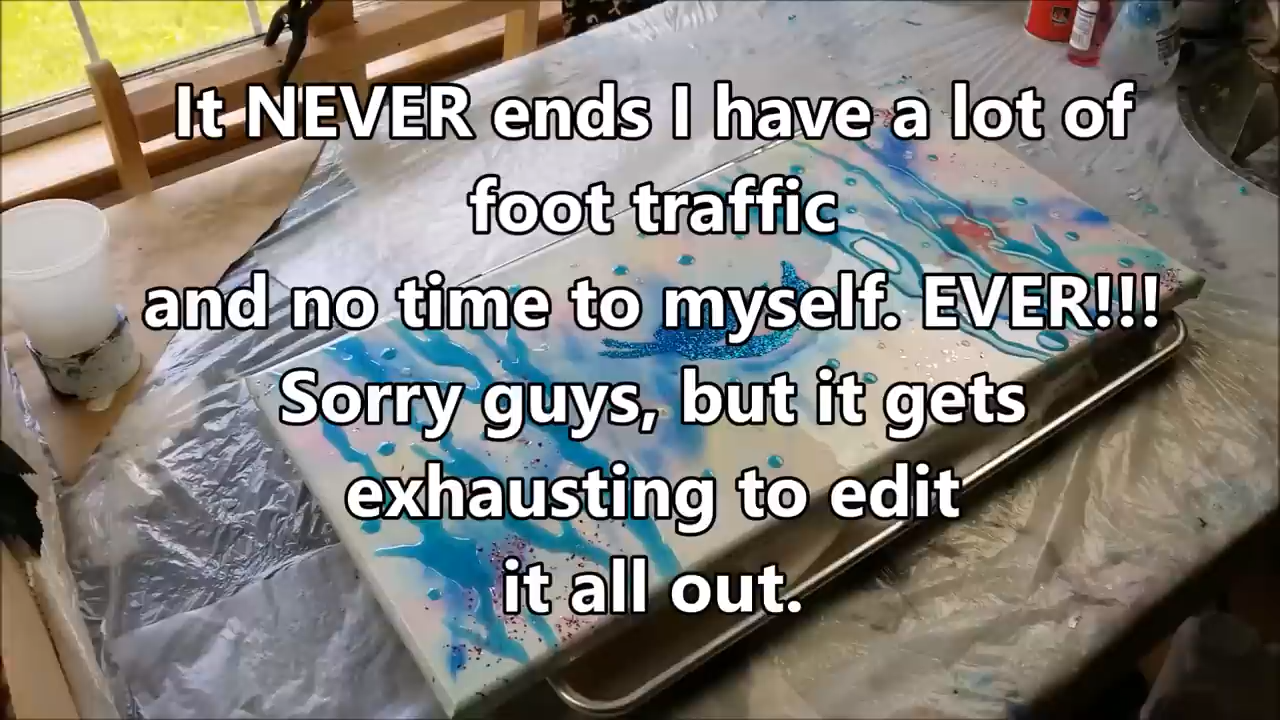 It NEVER ends I have a lot of
foot traffic
and no time to myself. EVER!!!
Sorry guys, but it gets
exhausting to edit
it all out.